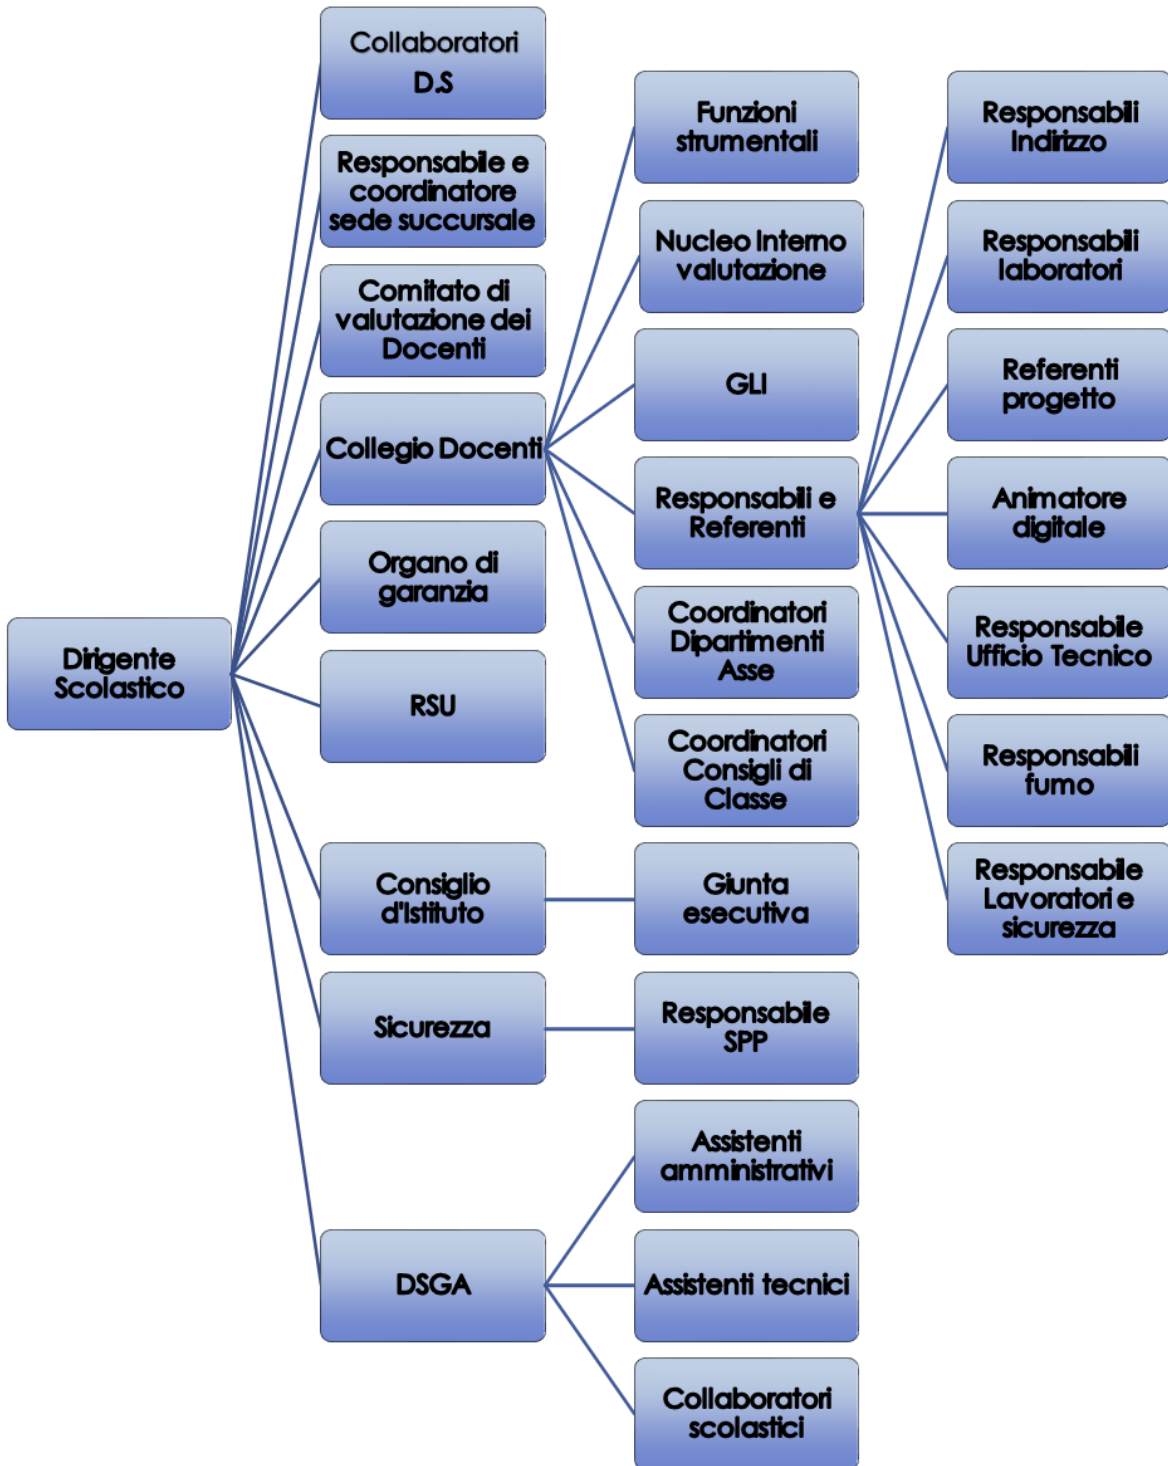 Dirigente
Scolastico
Collaboratori
D.S
Responsabile e
coordinatore
sede succursale
Comitato di
valutazione dei
Docenti
Collegio Docenti
Organo di
garanzia
RSU
Consiglio
d'Istituto
Sicurezza
DSGA
Funzioni
strumentali
Nucleo Interno
valutazione
GLI
Responsabili e
Referenti
Coordinatori
Dipartimenti
Asse
Coordinatori
Consigli di
Classe
Giunta
esecutiva
Responsabile
SPP
Assistenti
amministrativi
Assistenti tecnici
Collaboratori
scolastici
Responsabili
Indirizzo
Responsabili
laboratori
Referenti
progetto
Animatore
digitale
Responsabile
Ufficio Tecnico
Responsabili
fumo
Responsabile
Lavoratori e
sicurezza